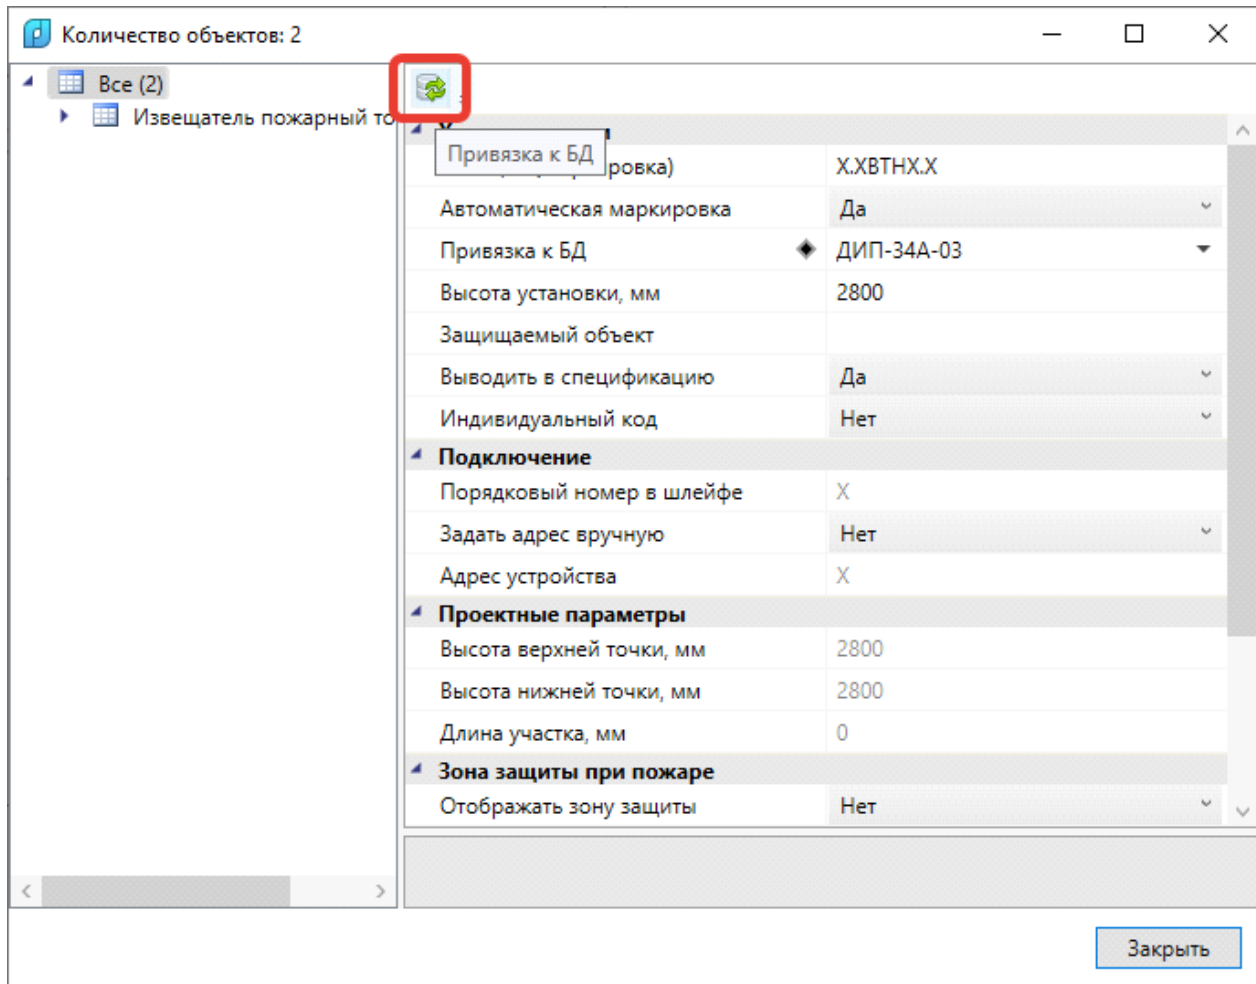 Количество объектов: 2
Все (2)
Извещатель пожарный то
Привязка к БД
ровка) X.XBTHX.X
Автоматическая маркировка Да
Привязка к БД ДИП-34А-03
Высота установки, мм 2800
Защищаемый объект
Выводить в спецификацию Да
Индивидуальный код Нет
Подключение
Порядковый номер в шлейфе X
Задать адрес вручную Нет
Адрес устройства X
Проектные параметры
Высота верхней точки, мм 2800
Высота нижней точки, мм 2800
Длина участка, мм 0
Зона защиты при пожаре
Отображать зону защиты Нет
Закрыть